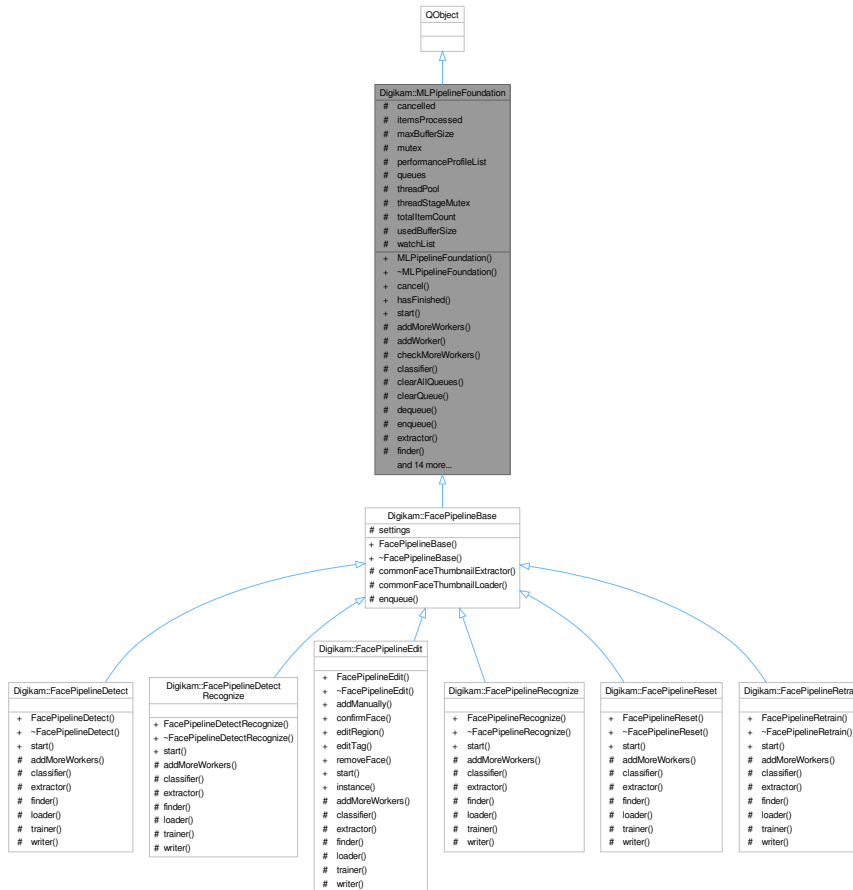 QObject
Digikam::MLPipelineFoundation
# cancelled
# itemsProcessed
# maxBufferSize
# mutex
# performanceProfileList
# queues
# threadPool
# threadStageMutex
# totalItemCount
# usedBufferSize
# watchList
+ MLPipelineFoundation()
+ ~MLPipelineFoundation()
+ cancel()
+ hasFinished()
+ start()
# addMoreWorkers()
# addWorker()
# checkMoreWorkers()
# classifier()
# clearAllQueues()
# clearQueue()
# dequeue()
# enqueue()
# extractor()
# finder()
and 14 more...
Digikam::FacePipelineBase
# settings
+ FacePipelineBase()
+ ~FacePipelineBase()
# commonFaceThumbnailExtractor()
# commonFaceThumbnailLoader()
# enqueue()
Digikam::FacePipelineDetect
+ FacePipelineDetect()
+ ~FacePipelineDetect()
+ start()
# addMoreWorkers()
# classifier()
# extractor()
# finder()
# loader()
# trainer()
# writer()
Digikam::FacePipelineDetect
Recognize
+ FacePipelineDetectRecognize()
+ ~FacePipelineDetectRecognize()
+ start()
# addMoreWorkers()
# classifier()
# extractor()
# finder()
# loader()
# trainer()
# writer()
Digikam::FacePipelineEdit
+ FacePipelineEdit()
+ ~FacePipelineEdit()
+ addManually()
+ confirmFace()
+ editRegion()
+ editTag()
+ removeFace()
+ start()
+ instance()
# addMoreWorkers()
# classifier()
# extractor()
# finder()
# loader()
# trainer()
# writer()
Digikam::FacePipelineRecognize
+ FacePipelineRecognize()
+ ~FacePipelineRecognize()
+ start()
# addMoreWorkers()
# classifier()
# extractor()
# finder()
# loader()
# trainer()
# writer()
Digikam::FacePipelineReset
+ FacePipelineReset()
+ ~FacePipelineReset()
+ start()
# addMoreWorkers()
# classifier()
# extractor()
# finder()
# loader()
# trainer()
# writer()
Digikam::FacePipelineRetrai
+ FacePipelineRetrain()
+ ~FacePipelineRetrain()
+ start()
# addMoreWorkers()
# classifier()
# extractor()
# finder()
# loader()
# trainer()
# writer()